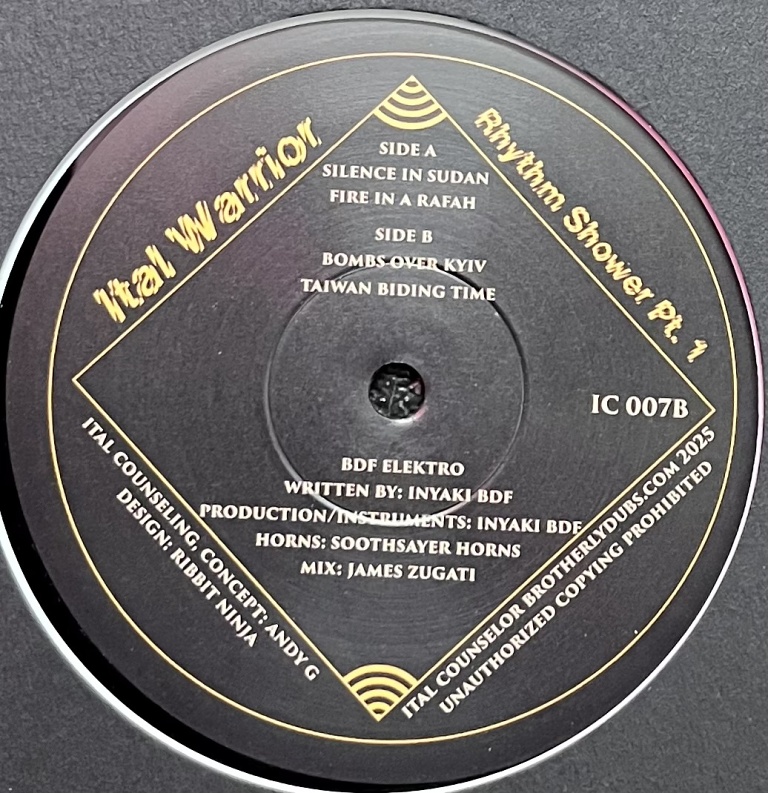 Ital Warrior
Rhythm Shower Pt. 1
SIDE A
SILENCE IN SUDAN
FIRE IN A RAFAH
SIDE B
BOMBS OVER KYIV
TAIWAN BIDING TIME
IC 007B
BDF ELEKTRO
WRITTEN BY: INYAKI BDF
PRODUCTION/INSTRUMENTS: INYAKI BDF
HORNS: SOOTHSAYER HORNS
MIX: JAMES ZUGATI
ITAL COUNSELING, CONCEPT: ANDY G
DESIGN: RIBBIT NINJA
ITAL COUNSELOR BROTHERLYDUBS.COM 2025
UNAUTHORIZED COPYING PROHIBITED